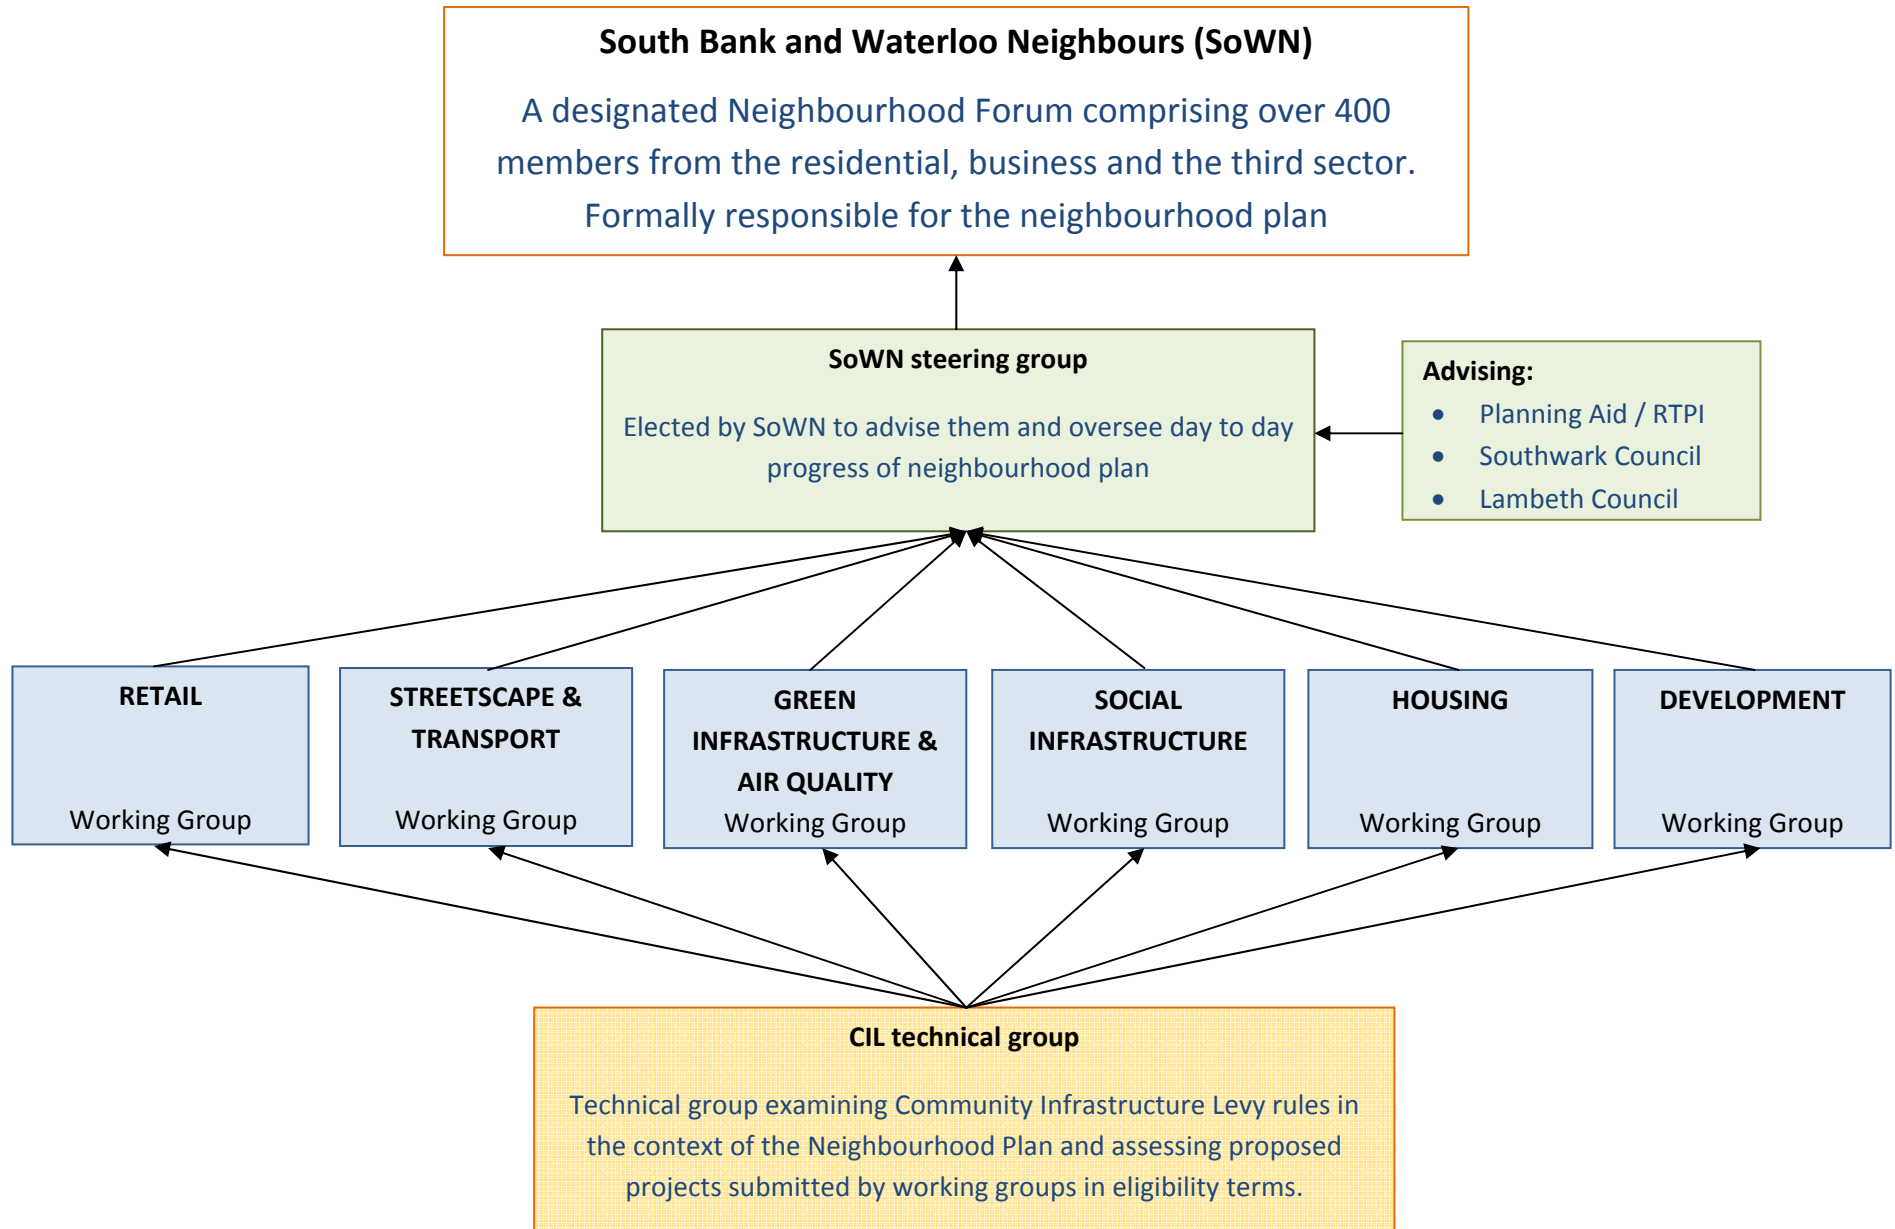 South Bank and Waterloo Neighbours (SoWN)
A designated Neighbourhood Forum comprising over 400
members from the residential, business and the third sector.
Formally responsible for the neighbourhood plan
SoWN steering group
Elected by SoWN to advise them and oversee day to day
progress of neighbourhood plan
Advising:
• Planning Aid / RTPI
• Southwark Council
• Lambeth Council
RETAIL
Working Group
STREETSCAPE &
TRANSPORT
Working Group
GREEN
INFRASTRUCTURE &
AIR QUALITY
Working Group
SOCIAL
INFRASTRUCTURE
Working Group
HOUSING
Working Group
DEVELOPMENT
Working Group
CIL technical group
Technical group examining Community Infrastructure Levy rules in
the context of the Neighbourhood Plan and assessing proposed
projects submitted by working groups in eligibility terms.